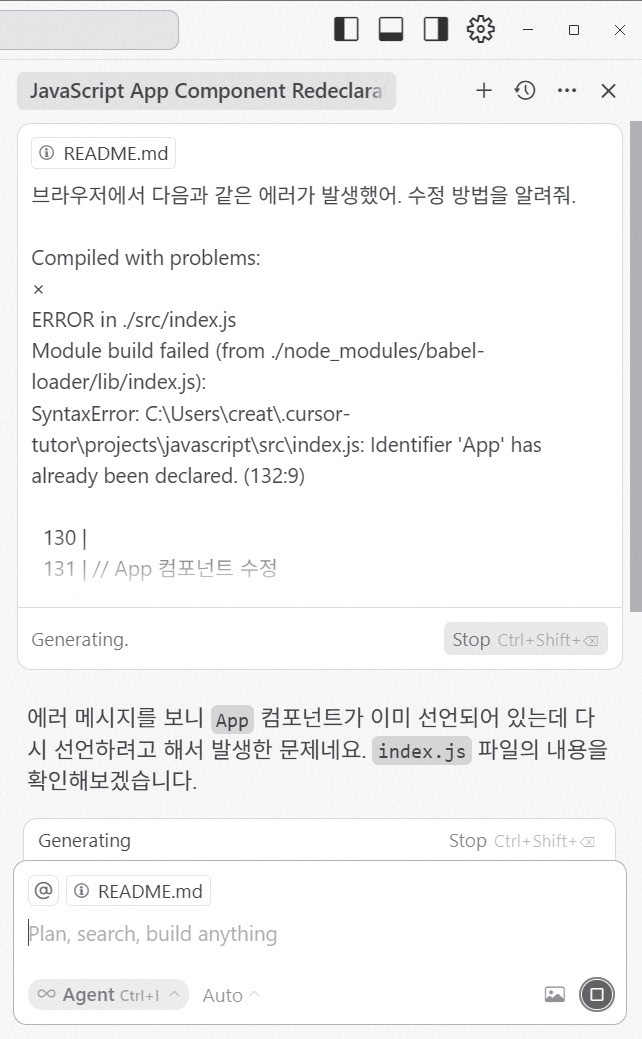 JavaScript App Component Redeclara
README.md
브라우저에서 다음과 같은 에러가 발생했어. 수정 방법을 알려줘.
Compiled with problems:
×
ERROR in ./src/index.js
Module build failed (from ./node_modules/babel-
loader/lib/index.js):
SyntaxError: C:\Users\creat\.cursor-
tutor\projects\javascript\src\index.js: Identifier 'App' has
already been declared. (132:9)
130 |
131 | // App 컴포넌트 수정
Generating.
Stop Ctrl+Shift+⌫
에러 메시지를 보니 App 컴포넌트가 이미 선언되어 있는데 다
시 선언하려고 해서 발생한 문제네요. index.js 파일의 내용을
확인해보겠습니다.
Generating
Stop Ctrl+Shift+⌫
@ README.md
Plan, search, build anything
∞ Agent Ctrl+I ^ Auto ^